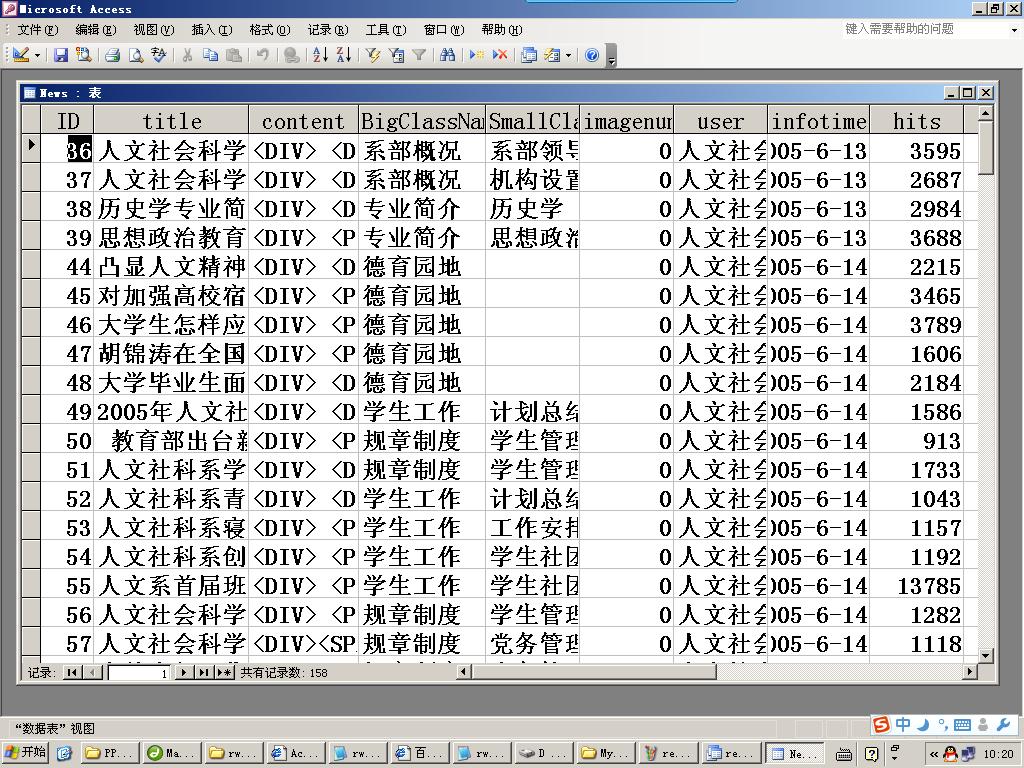 Microsoft Access
文件(F) 编辑(E) 视图(V) 插入(I) 格式(O) 记录(R) 工具(T) 窗口(W) 帮助(H) 键入需要帮助的问题
News : 表
ID title content BigClassNa SmallCla imagenum user infotime hits
36 人文社会科学 <DIV> <D 系部概况 系部领导 0 人文社会 005-6-13 3595
37 人文社会科学 <DIV> <D 系部概况 机构设置 0 人文社会 005-6-13 2687
38 历史学专业简 <DIV> <D 专业简介 历史学 0 人文社会 005-6-13 2984
39 思想政治教育 <DIV> <P 专业简介 思想政治 0 人文社会 005-6-13 3688
44 凸显人文精神 <DIV> <D 德育园地 0 人文社会 005-6-14 2215
45 对加强高校宿 <DIV> <P 德育园地 0 人文社会 005-6-14 3465
46 大学生怎样应 <DIV> <P 德育园地 0 人文社会 005-6-14 3789
47 胡锦涛在全国 <DIV> <P 德育园地 0 人文社会 005-6-14 1606
48 大学毕业生面 <DIV> <D 德育园地 0 人文社会 005-6-14 2184
49 2005年人文社 <DIV> <D 学生工作 计划总结 0 人文社会 005-6-14 1586
50 教育部出台新 <DIV> <P 规章制度 学生管理 0 人文社会 005-6-14 913
51 人文社科系学 <DIV> <D 规章制度 学生管理 0 人文社会 005-6-14 1733
52 人文社科系青 <DIV> <D 学生工作 计划总结 0 人文社会 005-6-14 1043
53 人文社科系寝 <DIV> <P 学生工作 工作安排 0 人文社会 005-6-14 1157
54 人文社科系创 <DIV> <P 学生工作 学生社团 0 人文社会 005-6-14 1192
55 人文系首届班 <DIV> <P 学生工作 学生社团 0 人文社会 005-6-14 13785
56 人文社会科学 <DIV> <P 规章制度 学生管理 0 人文社会 005-6-14 1282
57 人文社会科学 <DIV><SP 规章制度 党务管理 0 人文社会 005-6-14 1118
记录: 1 共有记录数: 158
“数据表”视图
中
开始 PP... Ma... rw... Ac... rw... 百... rw... D ... My... re... re... Ne... « 10:20